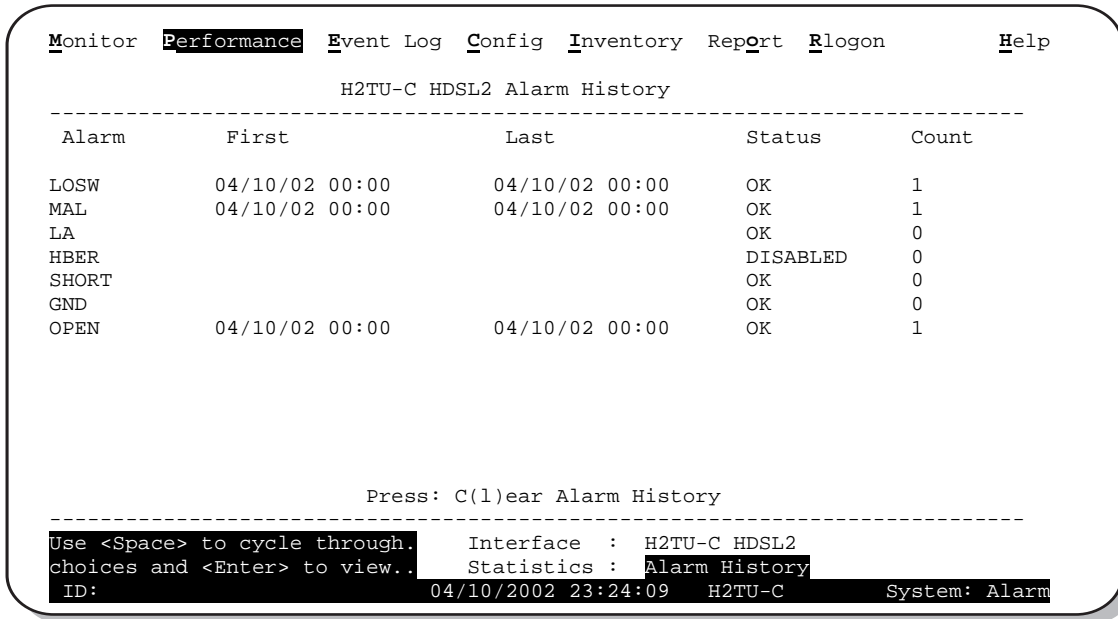 Monitor Performance Event Log Config Inventory Report Rlogon Help
H2TU-C HDSL2 Alarm History
-----------------------------------------------------------------------------
Alarm First Last Status Count
LOSW 04/10/02 00:00 04/10/02 00:00 OK 1
MAL 04/10/02 00:00 04/10/02 00:00 OK 1
LA OK 0
HBER DISABLED 0
SHORT OK 0
GND OK 0
OPEN 04/10/02 00:00 04/10/02 00:00 OK 1
Press: C(l)ear Alarm History
-----------------------------------------------------------------------------
Use <Space> to cycle through. Interface : H2TU-C HDSL2
choices and <Enter> to view.. Statistics : Alarm History
ID: 04/10/2002 23:24:09 H2TU-C System: Alarm